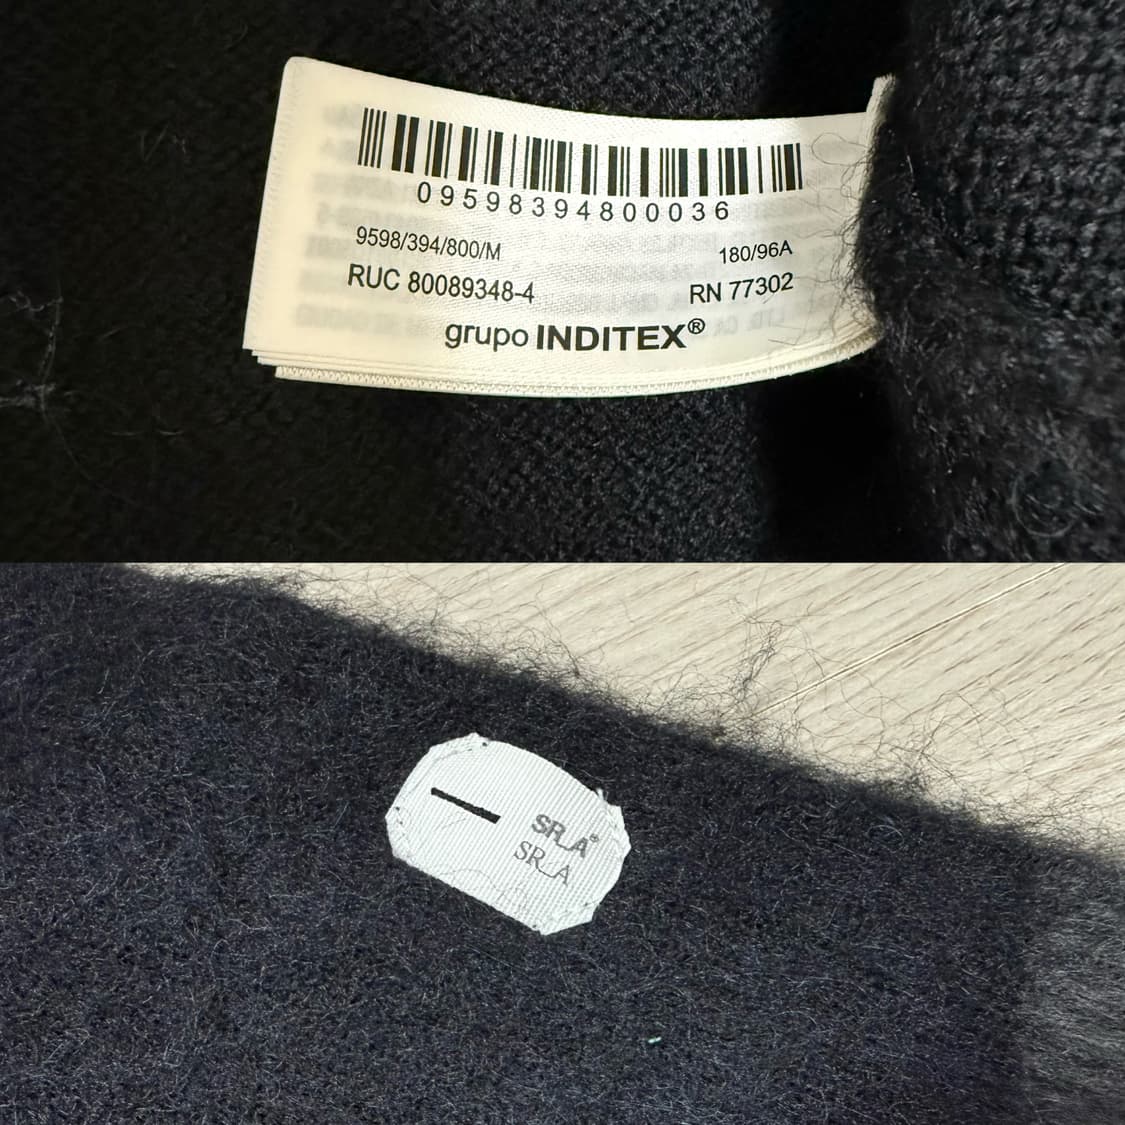 09598394800036
9598/394/800/M
180/96A
RUC 80089348-4
RN 77302
grupo INDITEX®
SR_A®
SR_A